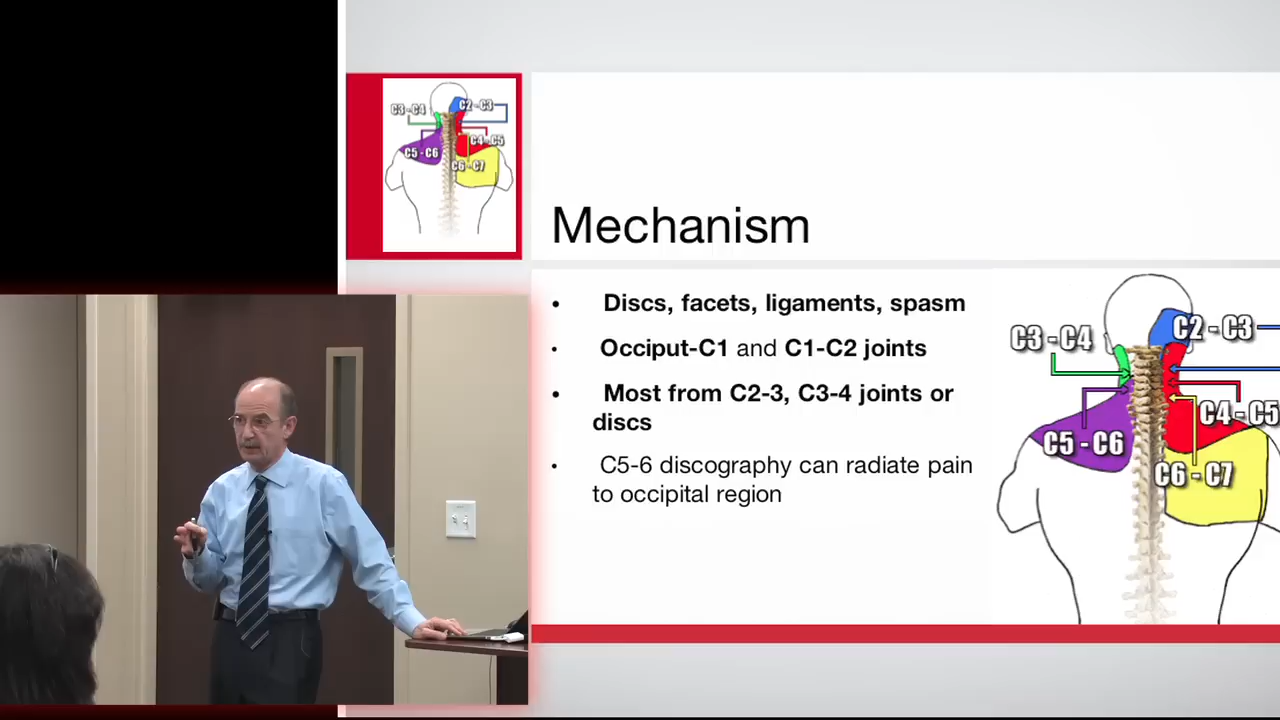 C3 - C4
C2 - C3
C4 - C5
C5 - C6
C6 - C7
Mechanism
• Discs, facets, ligaments, spasm
• Occiput-C1 and C1-C2 joints
• Most from C2-3, C3-4 joints or
discs
• C5-6 discography can radiate pain
to occipital region
C3 - C4
C2 - C3
C4 - C5
C5 - C6
C6 - C7